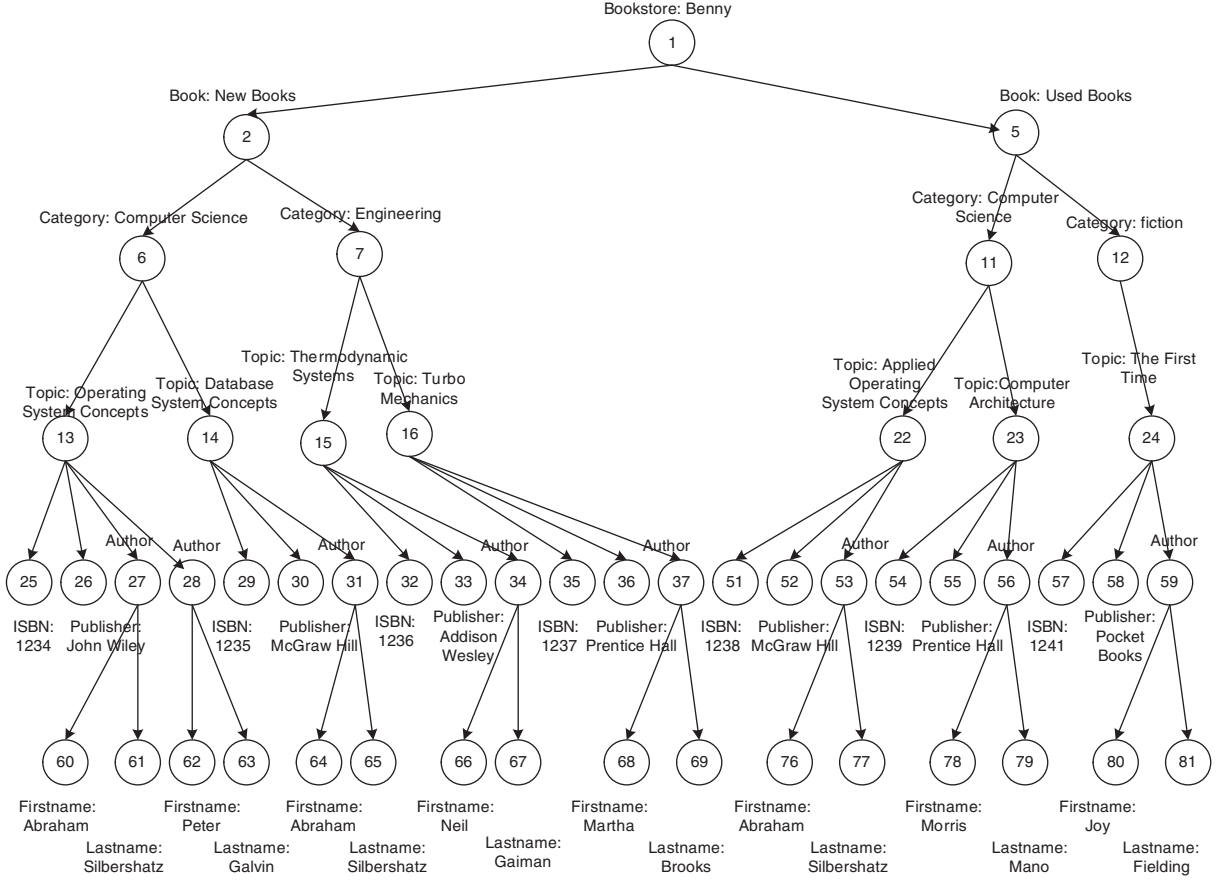 Bookstore: Benny
1
Book: New Books
Book: Used Books
2
5
Category: Computer Science
Category: Engineering
Category: Computer
Science
Category: fiction
6
7
11
12
Topic: Operating
System Concepts
Topic: Database
System Concepts
Topic: Thermodynamic
Systems
Topic: Turbo
Mechanics
Topic: Applied
Operating
System Concepts
Topic:Computer
Architecture
Topic: The First
Time
13
14
15
16
22
23
24
Author
Author
Author
Author
Author
Author
Author
Author
25
26
27
28
29
30
31
32
33
34
35
36
37
51
52
53
54
55
56
57
58
59
ISBN:
1234
Publisher:
John Wiley
ISBN:
1235
Publisher:
McGraw Hill
ISBN:
1236
Publisher:
Addison
Wesley
ISBN:
1237
Publisher:
Prentice Hall
ISBN:
1238
Publisher:
McGraw Hill
ISBN:
1239
Publisher:
Prentice Hall
ISBN:
1241
Publisher:
Pocket
Books
60
61
62
63
64
65
66
67
68
69
76
77
78
79
80
81
Firstname:
Abraham
Lastname:
Silbershatz
Firstname:
Peter
Lastname:
Galvin
Firstname:
Abraham
Lastname:
Silbershatz
Firstname:
Neil
Lastname:
Gaiman
Firstname:
Martha
Lastname:
Brooks
Firstname:
Abraham
Lastname:
Silbershatz
Firstname:
Morris
Lastname:
Mano
Firstname:
Joy
Lastname:
Fielding